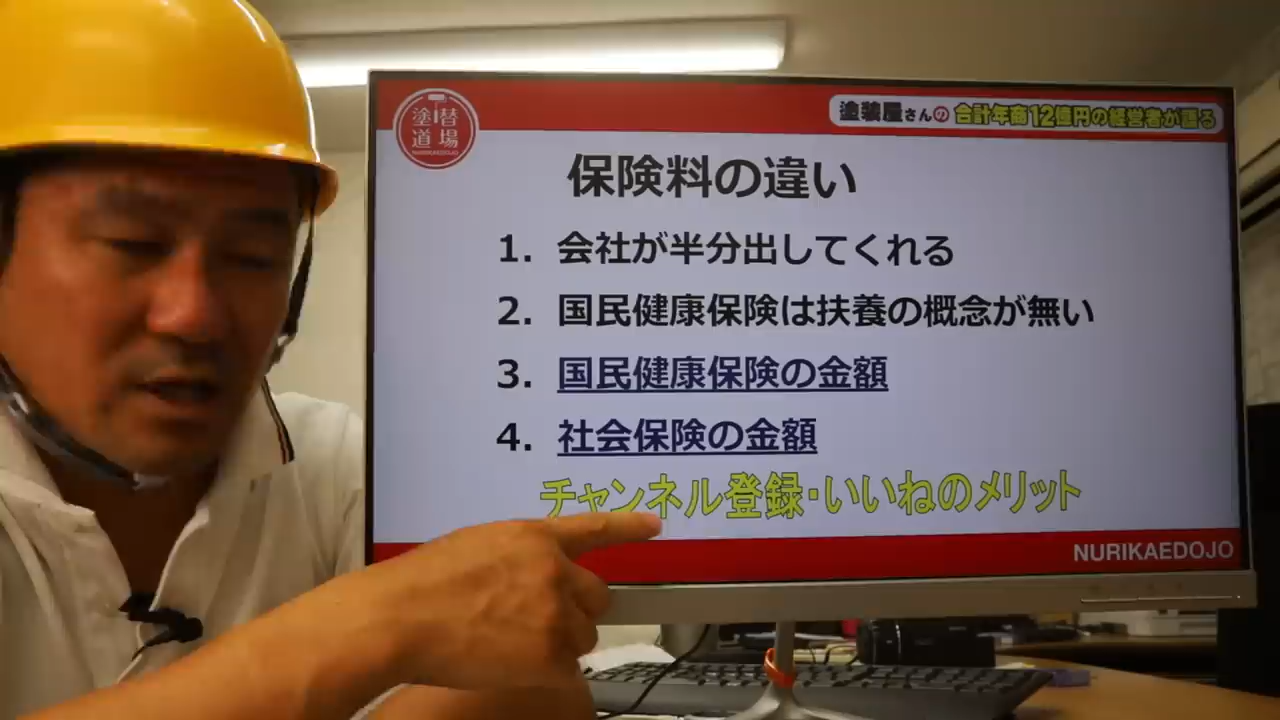 塗替
道場
NURIKAEDOJO
塗装屋さんの 合計年商12億円の経営者が語る
保険料の違い
1. 会社が半分出してくれる
2. 国民健康保険は扶養の概念が無い
3. 国民健康保険の金額
4. 社会保険の金額
チャンネル登録・いいねのメリット
NURIKAEDOJO